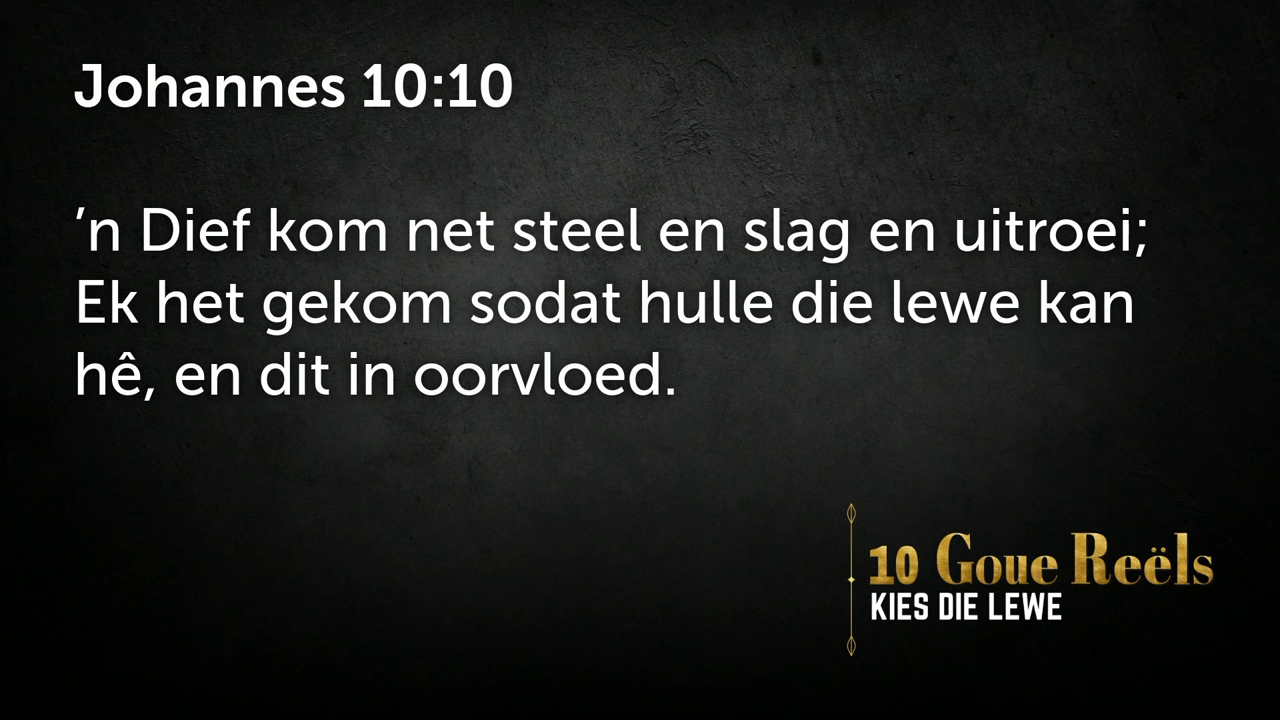 Johannes 10:10
’n Dief kom net steel en slag en uitroei;
Ek het gekom sodat hulle die lewe kan
hê, en dit in oorvloed.
10 Goue Reëls
KIES DIE LEWE